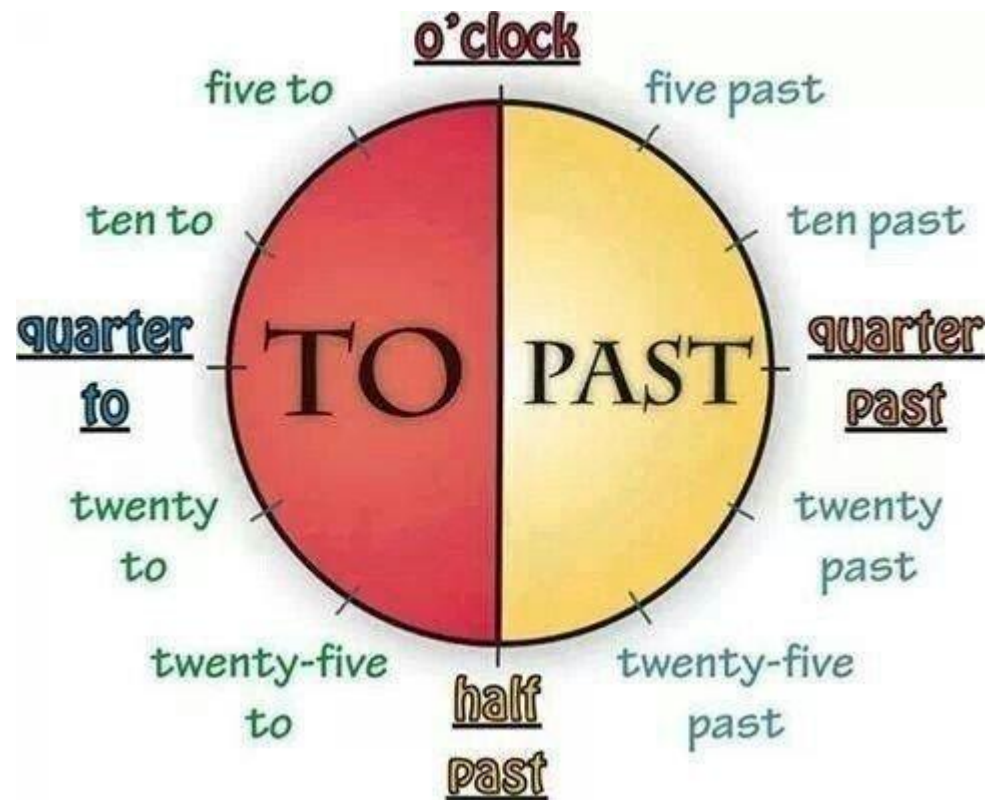 o'clock
five to
five past
ten to
ten past
quarter
to
TO
PAST
quarter
past
twenty
to
twenty
past
twenty-five
to
half
past
twenty-five
past